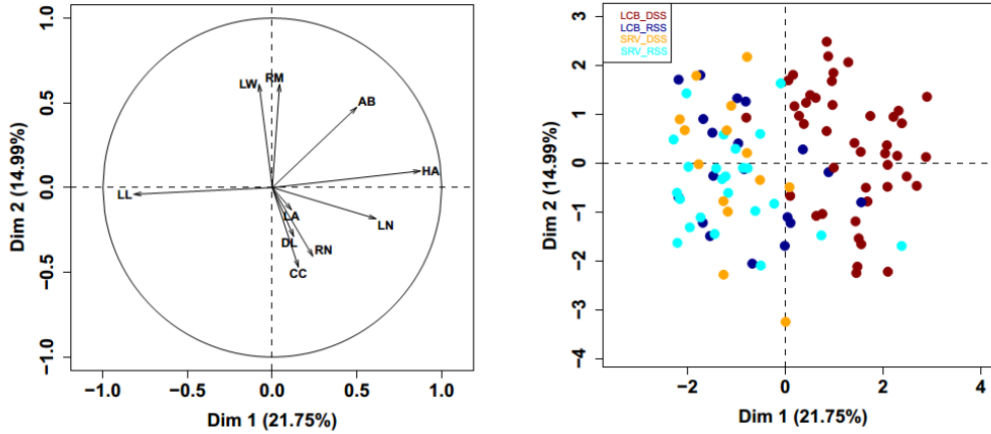 1.0
0.5
0.0
−0.5
−1.0
Dim 2 (14.99%)
LW
RM
AB
HA
LL
LA
LN
DL
RN
CC
−1.0
−0.5
0.0
0.5
1.0
Dim 1 (21.75%)
LCB_DSS
LCB_RSS
SRV_DSS
SRV_RSS
3
2
1
0
−1
−2
−3
−4
Dim 2 (14.99%)
−2
0
2
4
Dim 1 (21.75%)